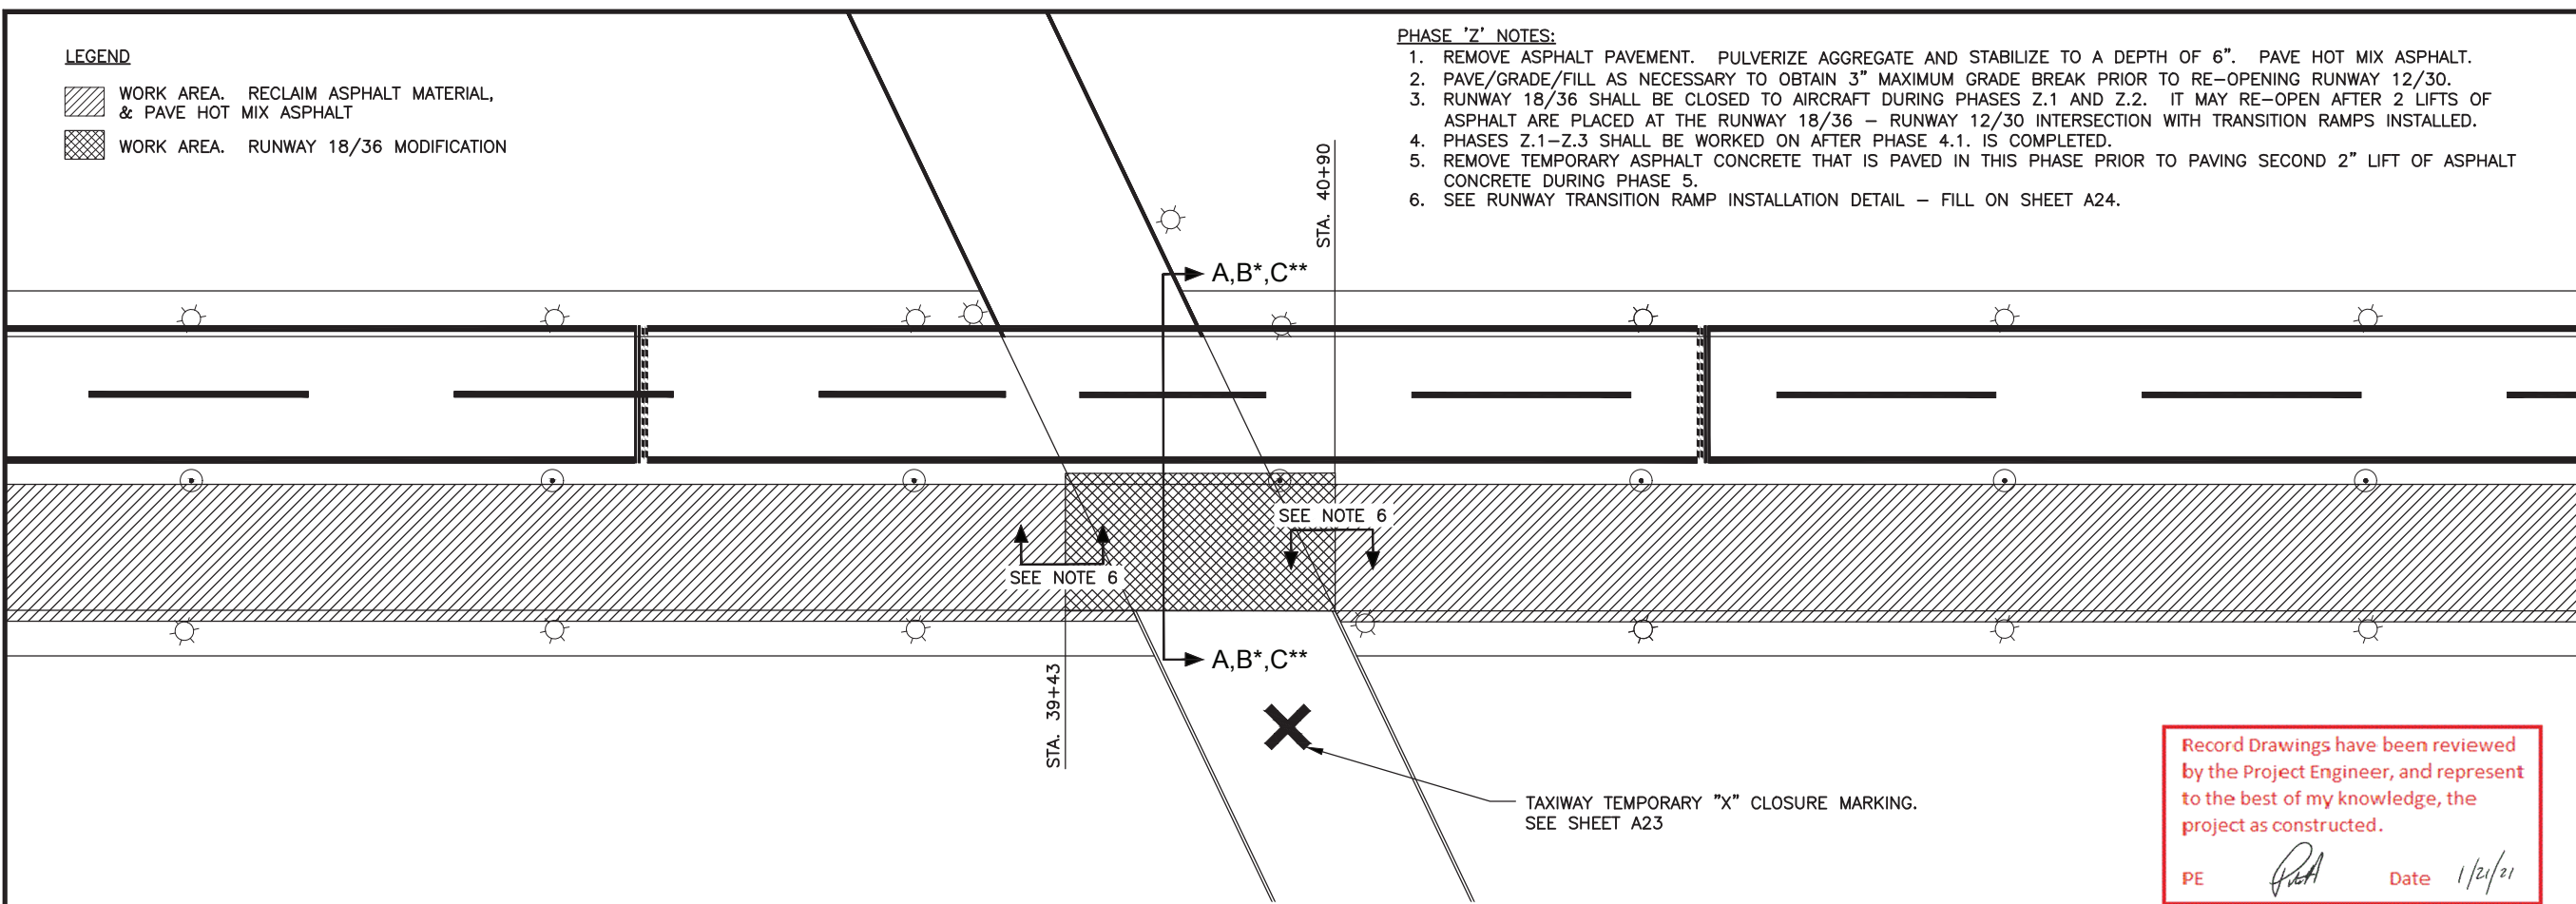 LEGEND
WORK AREA. RECLAIM ASPHALT MATERIAL,
& PAVE HOT MIX ASPHALT
WORK AREA. RUNWAY 18/36 MODIFICATION
PHASE 'Z' NOTES:
1. REMOVE ASPHALT PAVEMENT. PULVERIZE AGGREGATE AND STABILIZE TO A DEPTH OF 6". PAVE HOT MIX ASPHALT.
2. PAVE/GRADE/FILL AS NECESSARY TO OBTAIN 3" MAXIMUM GRADE BREAK PRIOR TO RE-OPENING RUNWAY 12/30.
3. RUNWAY 18/36 SHALL BE CLOSED TO AIRCRAFT DURING PHASES Z.1 AND Z.2. IT MAY RE-OPEN AFTER 2 LIFTS OF
ASPHALT ARE PLACED AT THE RUNWAY 18/36 - RUNWAY 12/30 INTERSECTION WITH TRANSITION RAMPS INSTALLED.
4. PHASES Z.1-Z.3 SHALL BE WORKED ON AFTER PHASE 4.1. IS COMPLETED.
5. REMOVE TEMPORARY ASPHALT CONCRETE THAT IS PAVED IN THIS PHASE PRIOR TO PAVING SECOND 2" LIFT OF ASPHALT
CONCRETE DURING PHASE 5.
6. SEE RUNWAY TRANSITION RAMP INSTALLATION DETAIL - FILL ON SHEET A24.
STA. 40+90
A,B*,C**
SEE NOTE 6
SEE NOTE 6
A,B*,C**
STA. 39+43
TAXIWAY TEMPORARY "X" CLOSURE MARKING.
SEE SHEET A23
Record Drawings have been reviewed
by the Project Engineer, and represent
to the best of my knowledge, the
project as constructed.
PE Date 1/21/21